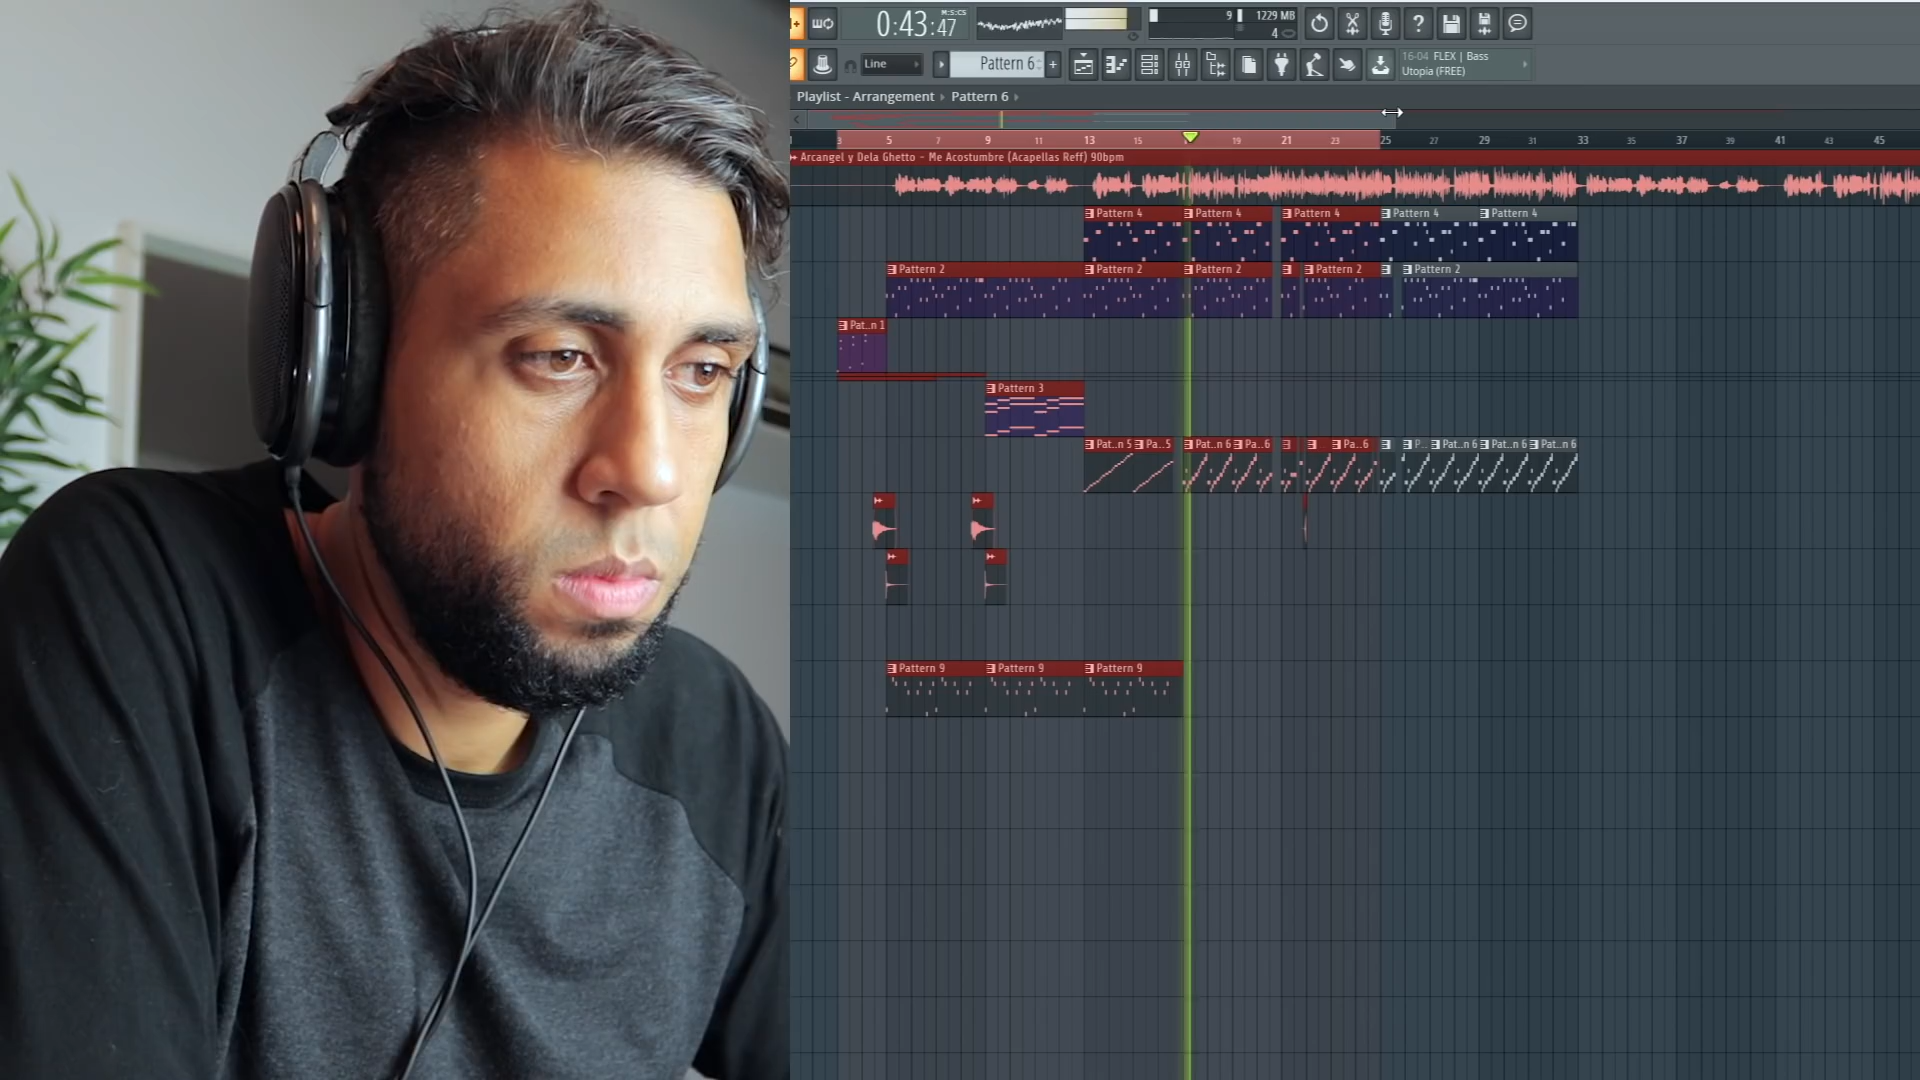 0:43:47
M:S:CS
9
1229 MB
4
?
Line
Pattern 6
+
16-04 FLEX | Bass
Utopia (FREE)
Playlist - Arrangement
Pattern 6
3 5 7 9 11 13 15 19 21 23 25 27 29 31 33 35 37 39 41 43 45
Arcangel y Dela Ghetto - Me Acostumbre (Acapellas Reff) 90bpm
Pattern 4 Pattern 4 Pattern 4 Pattern 4 Pattern 4
Pattern 2 Pattern 2 Pattern 2 Pattern 2 Pattern 2
Pat..n 1
Pattern 3
Pat..n 5 Pa..5 Pat..n 6 Pa..6 Pa..6 P.. Pat..n 6 Pat..n 6 Pat..n 6
Pattern 9 Pattern 9 Pattern 9